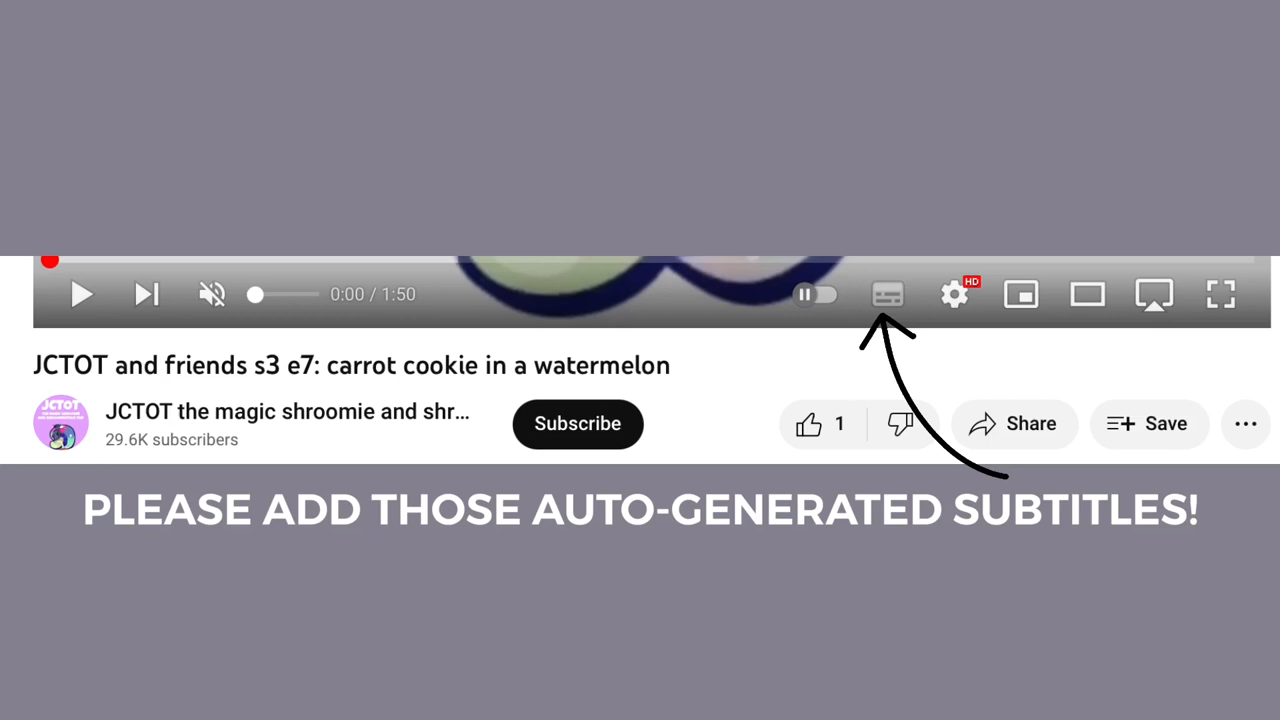 HD
0:00 / 1:50
JCTOT and friends s3 e7: carrot cookie in a watermelon
JCTOT
JCTOT the magic shroomie and shr...
29.6K subscribers
Subscribe
1
Share
Save
PLEASE ADD THOSE AUTO-GENERATED SUBTITLES!